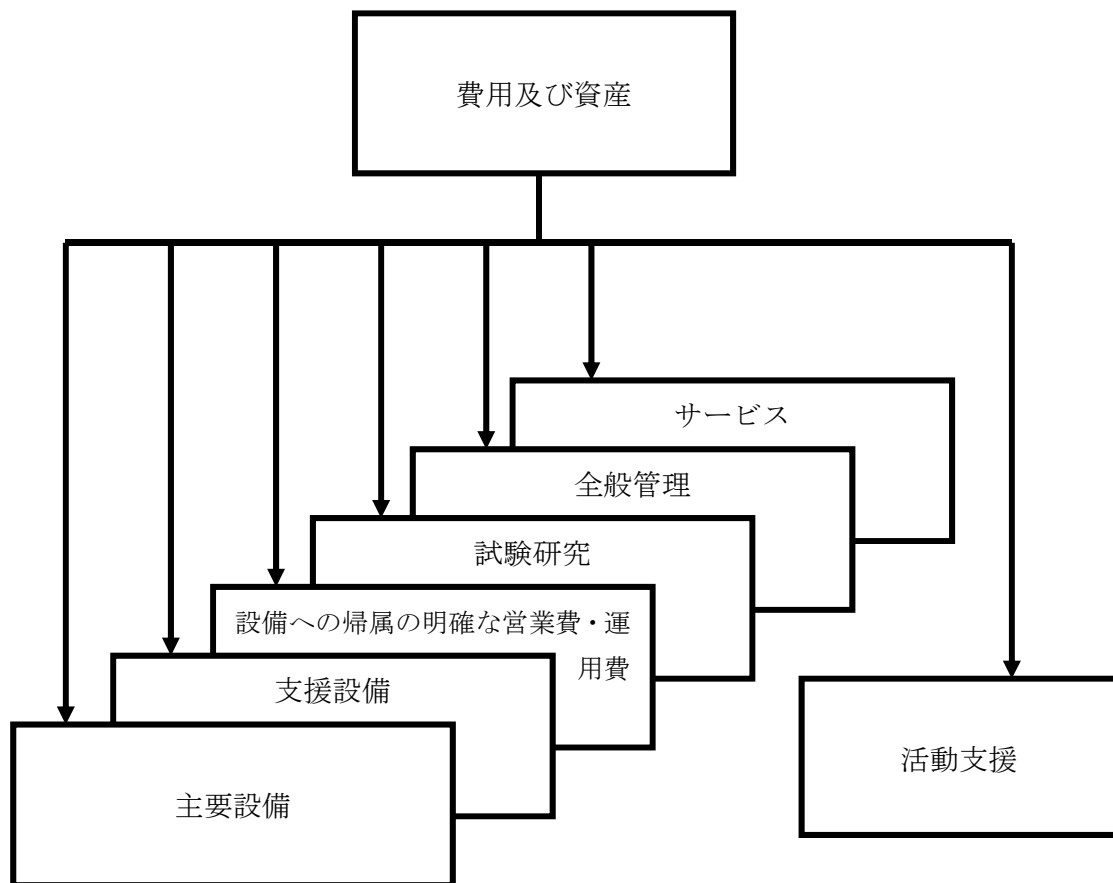 費用及び資産
サービス
全般管理
試験研究
設備への帰属の明確な営業費・運
用費
支援設備
主要設備
活動支援